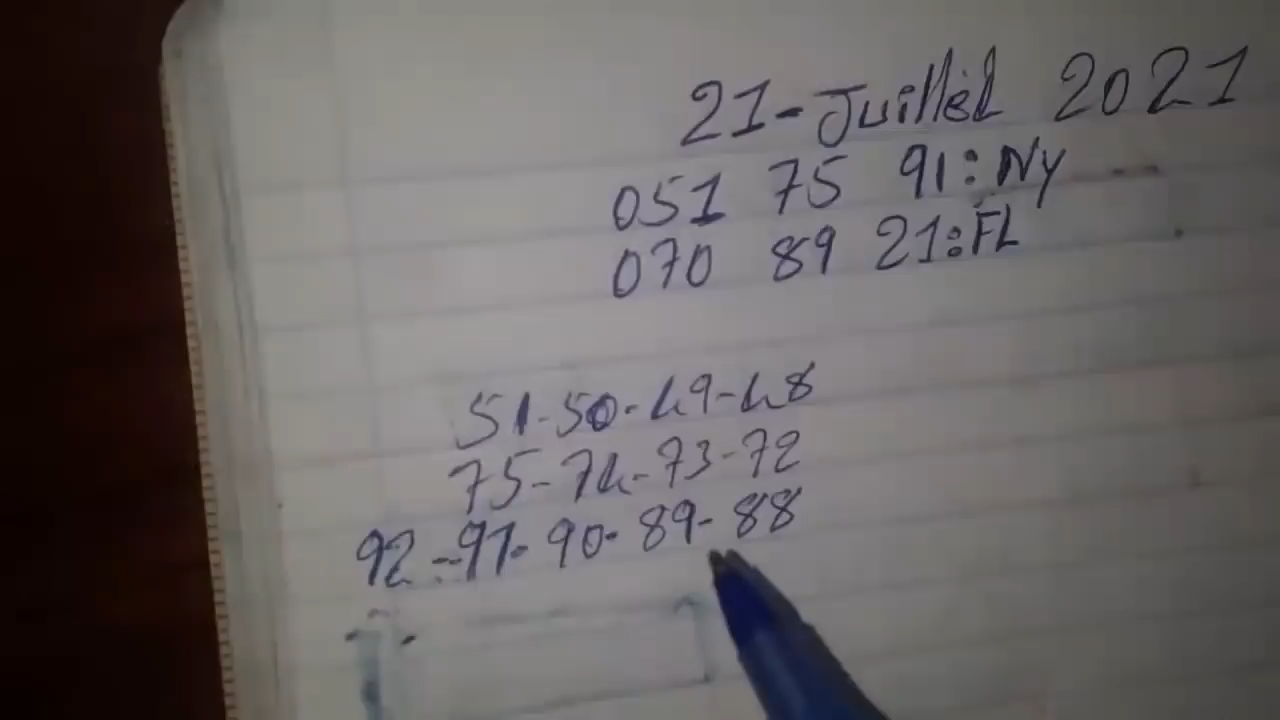 21-Juillet 2021
051 75 91: NY
070 89 21: FL
51-50-49-48
75-74-73-72
92-91-90-89-88